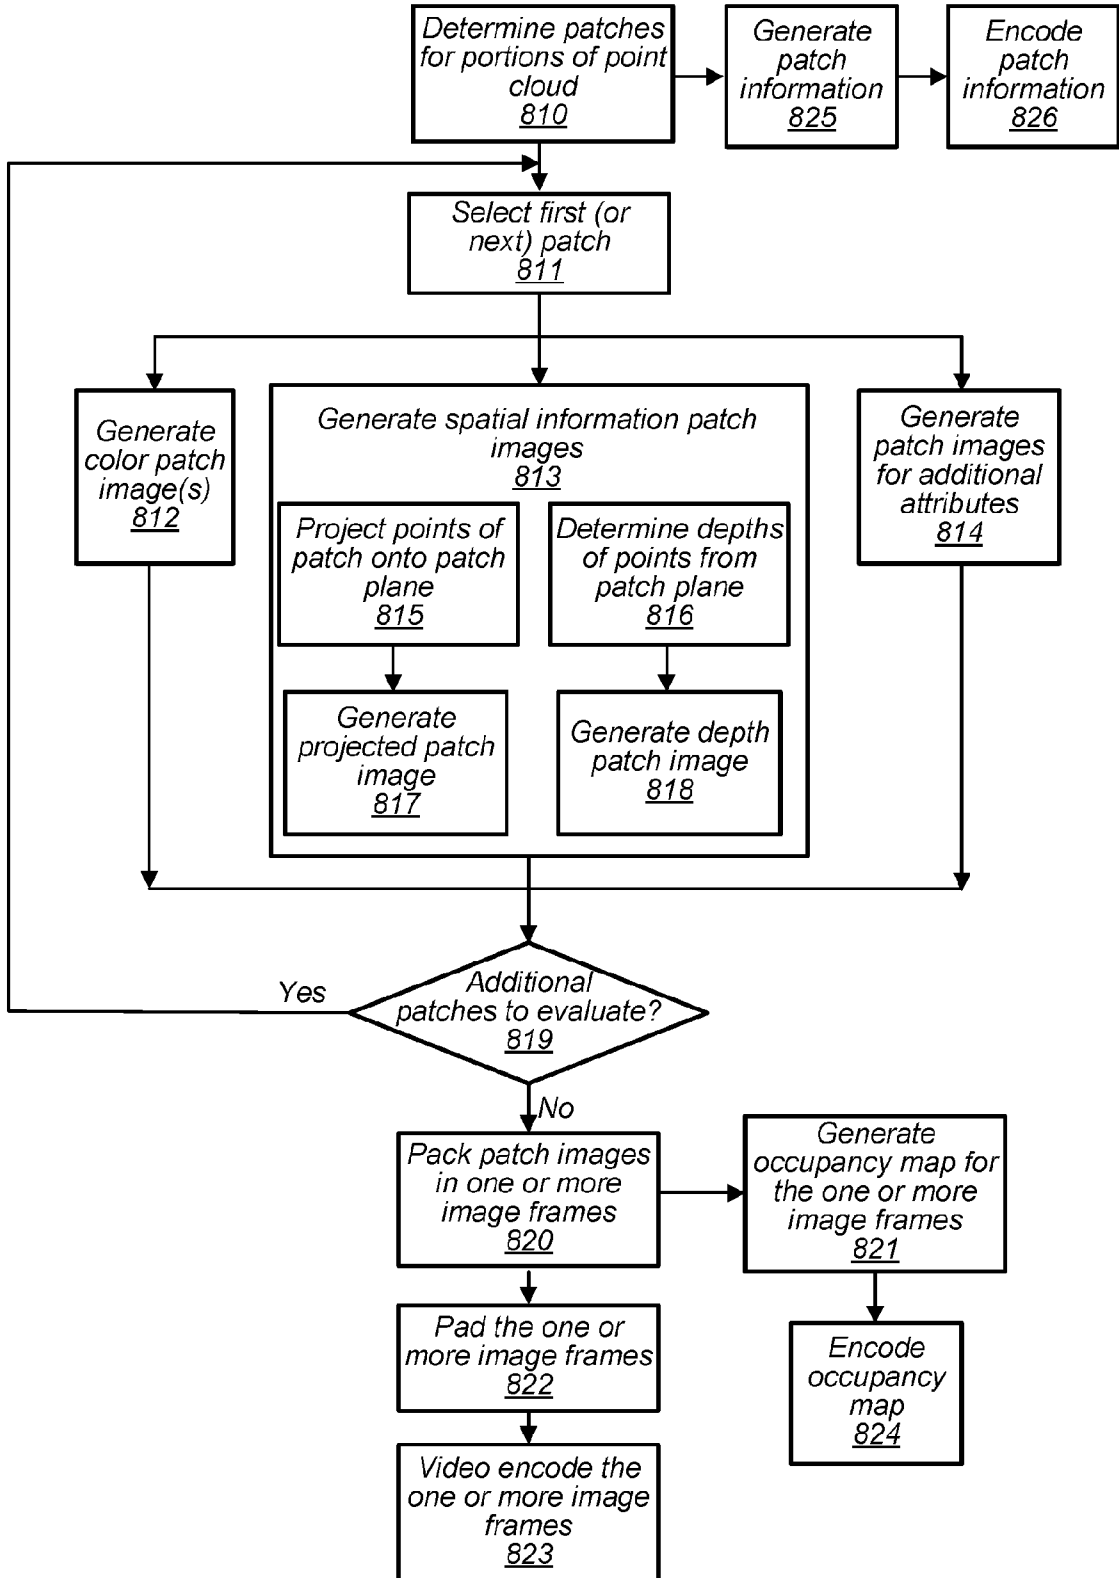 Determine patches
for portions of point
cloud
810
Generate
patch
information
825
Encode
patch
information
826
Select first (or
next) patch
811
Generate
color patch
image(s)
812
Generate spatial information patch
images
813
Project points of
patch onto patch
plane
815
Determine depths
of points from
patch plane
816
Generate
projected patch
image
817
Generate depth
patch image
818
Generate
patch images
for additional
attributes
814
Additional
patches to evaluate?
819
Yes
No
Pack patch images
in one or more
image frames
820
Generate
occupancy map for
the one or more
image frames
821
Pad the one or
more image frames
822
Encode
occupancy
map
824
Video encode the
one or more image
frames
823